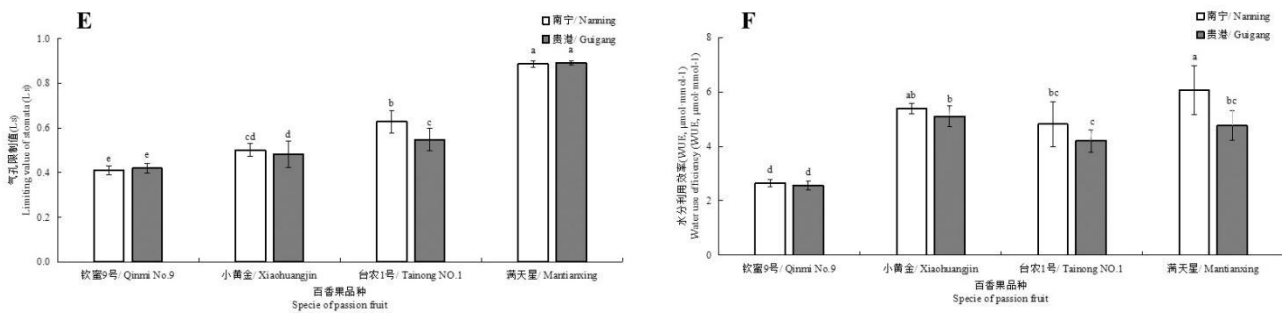 E
南宁/ Nanning
贵港/ Guigang
气孔限制值(Ls)
Limiting value of stomata (Ls)
1.0
0.8
0.6
0.4
0.2
0.0
e
e
cd
d
b
c
a
a
钦蜜9号/ Qinmi No.9
小黄金/ Xiaohuangjin
台农1号/ Tainong NO.1
满天星/ Mantianxing
百香果品种
Specie of passion fruit
F
南宁/ Nanning
贵港/ Guigang
水分利用效率(WUE, μmol·mmol-1)
Water use efficiency (WUE, μmol·mmol-1)
8
6
4
2
0
d
d
ab
b
bc
c
a
bc
钦蜜9号/ Qinmi No.9
小黄金/ Xiaohuangjin
台农1号/ Tainong NO.1
满天星/ Mantianxing
百香果品种
Specie of passion fruit